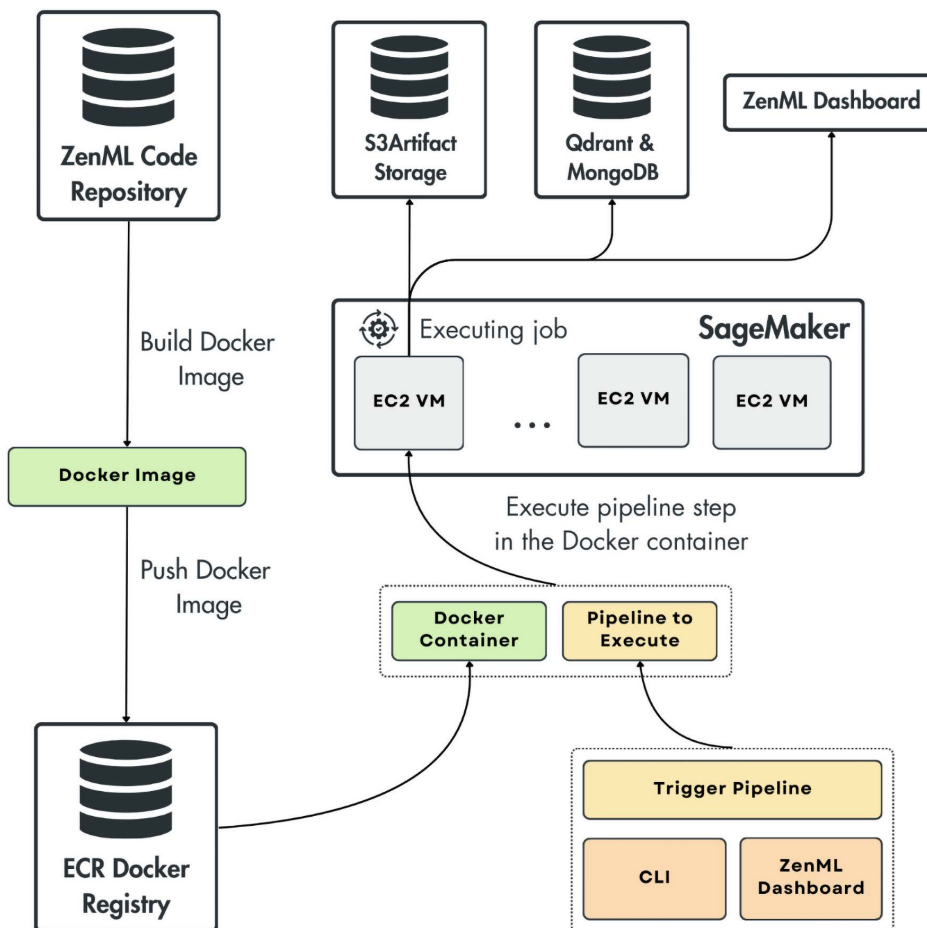 ZenML Code
Repository
S3Artifact
Storage
Qdrant &
MongoDB
ZenML Dashboard
Build Docker
Image
Executing job
SageMaker
EC2 VM
...
EC2 VM
EC2 VM
Docker Image
Execute pipeline step
in the Docker container
Push Docker
Image
Docker
Container
Pipeline to
Execute
ECR Docker
Registry
Trigger Pipeline
CLI
ZenML
Dashboard